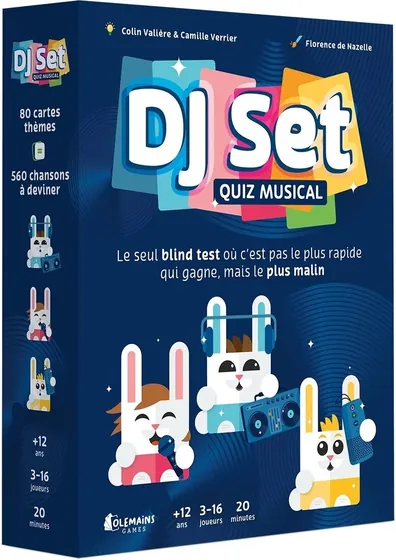 Colin Valière & Camille Verrier
Florence de Nazelle
DJ Set
QUIZ MUSICAL
Le seul blind test où c'est pas le plus rapide
qui gagne, mais le plus malin
OLEMAINS
GAMES
+12
ans
3-16
joueurs
20
minutes
DJ Set
QUIZ MUSICAL
80 cartes
thèmes
560 chansons
à deviner
+12
ans
3-16
joueurs
20
minutes